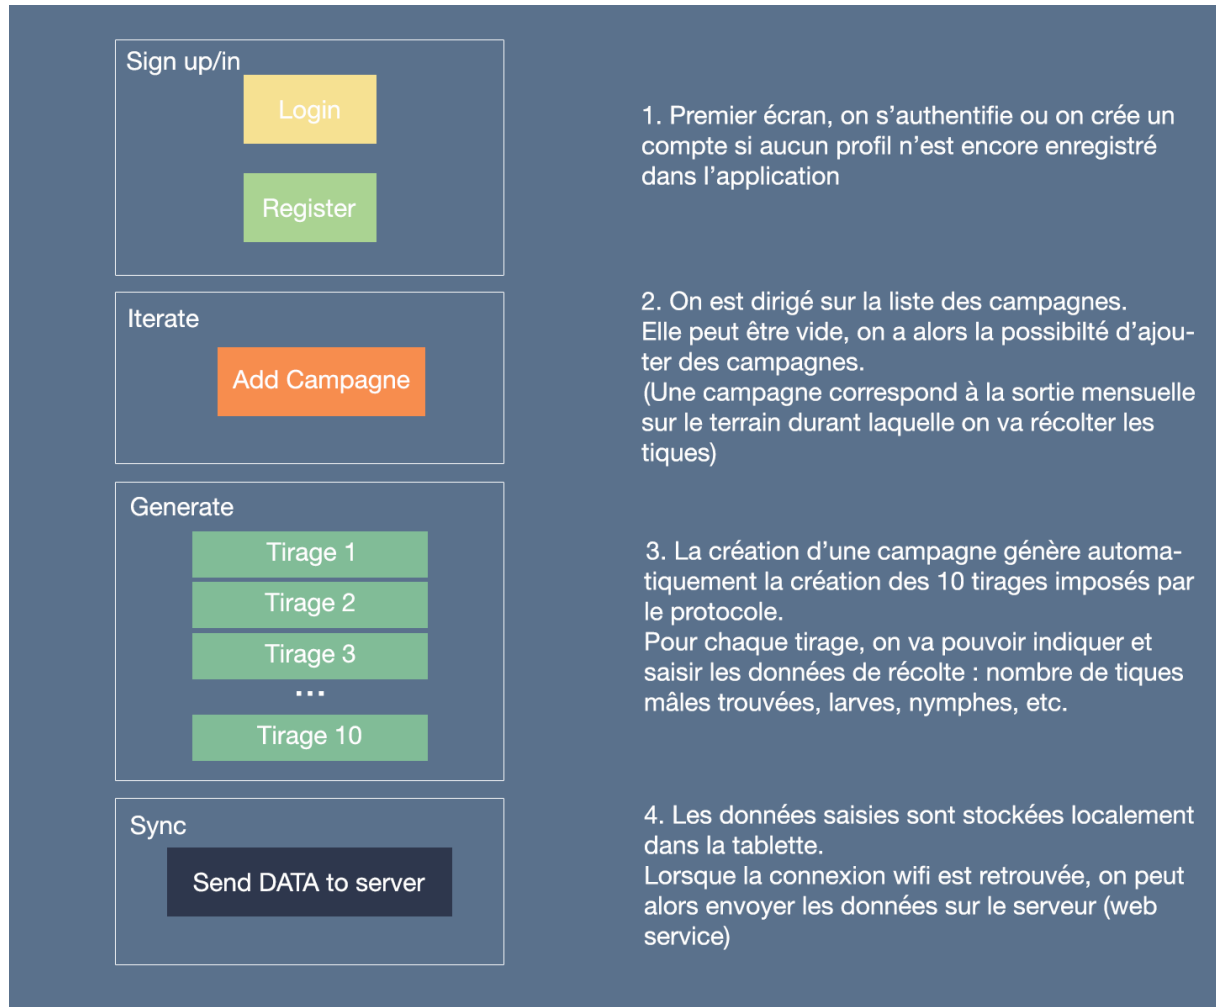 Sign up/in
Login
Register
1. Premier écran, on s’authentifie ou on crée un
compte si aucun profil n’est encore enregistré
dans l’application
Iterate
Add Campagne
2. On est dirigé sur la liste des campagnes.
Elle peut être vide, on a alors la possibilté d’ajou-
ter des campagnes.
(Une campagne correspond à la sortie mensuelle
sur le terrain durant laquelle on va récolter les
tiques)
Generate
Tirage 1
Tirage 2
Tirage 3
...
Tirage 10
3. La création d’une campagne génère automa-
tiquement la création des 10 tirages imposés par
le protocole.
Pour chaque tirage, on va pouvoir indiquer et
saisir les données de récolte : nombre de tiques
mâles trouvées, larves, nymphes, etc.
Sync
Send DATA to server
4. Les données saisies sont stockées localement
dans la tablette.
Lorsque la connexion wifi est retrouvée, on peut
alors envoyer les données sur le serveur (web
service)